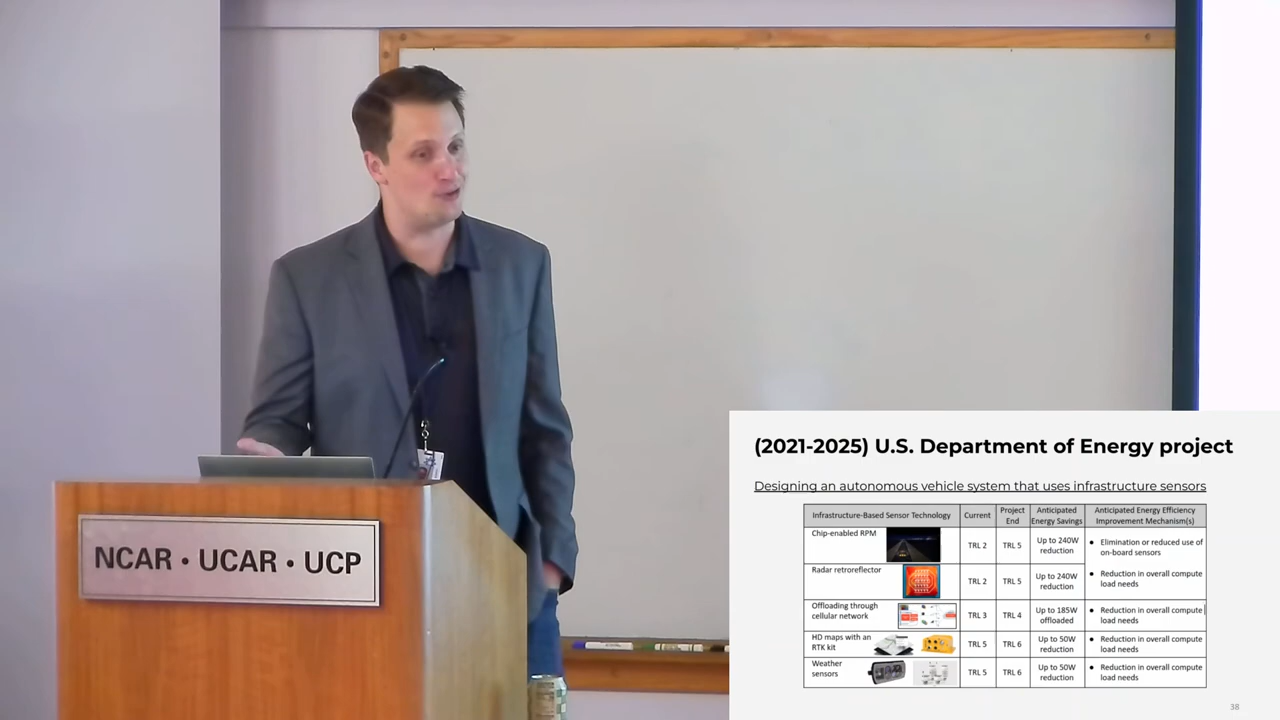 NCAR • UCAR • UCP
(2021-2025) U.S. Department of Energy project
Designing an autonomous vehicle system that uses infrastructure sensors
Infrastructure-Based Sensor Technology
Current
Project
End
Anticipated
Energy Savings
Anticipated Energy Efficiency
Improvement Mechanism(s)
Chip-enabled RPM
TRL 2
TRL 5
Up to 240W
reduction
• Elimination or reduced use of
on-board sensors
• Reduction in overall compute
load needs
Radar retroreflector
TRL 2
TRL 5
Up to 240W
reduction
Offloading through
cellular network
TRL 3
TRL 4
Up to 185W
offloaded
• Reduction in overall compute
load needs
HD maps with an
RTK kit
TRL 5
TRL 6
Up to 50W
reduction
• Reduction in overall compute
load needs
Weather
sensors
TRL 5
TRL 6
Up to 50W
reduction
• Reduction in overall compute
load needs
38